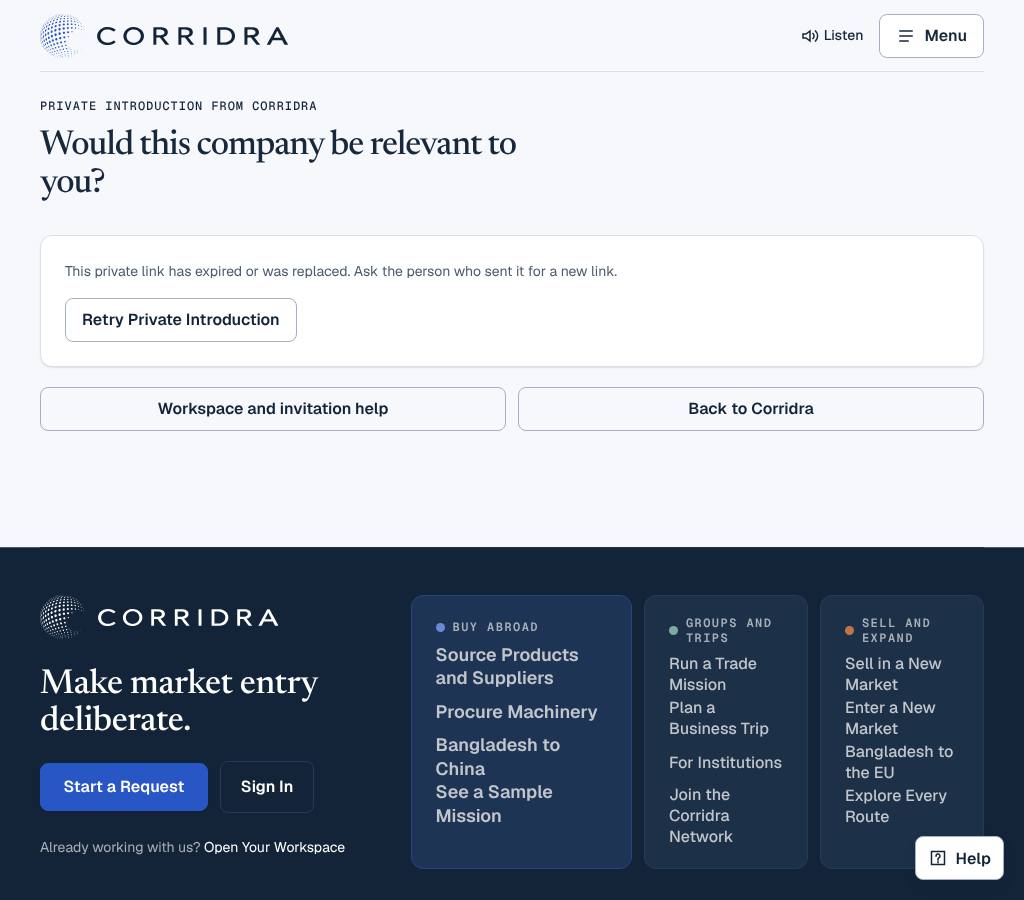 CORRIDRA
Listen
Menu
PRIVATE INTRODUCTION FROM CORRIDRA
Would this company be relevant to
you?
This private link has expired or was replaced. Ask the person who sent it for a new link.
Retry Private Introduction
Workspace and invitation help
Back to Corridra
CORRIDRA
Make market entry
deliberate.
Start a Request
Sign In
Already working with us? Open Your Workspace
BUY ABROAD
Source Products
and Suppliers
Procure Machinery
Bangladesh to
China
See a Sample
Mission
GROUPS AND
TRIPS
Run a Trade
Mission
Plan a
Business Trip
For Institutions
Join the
Corridra
Network
SELL AND
EXPAND
Sell in a New
Market
Enter a New
Market
Bangladesh to
the EU
Explore Every
Route
Help